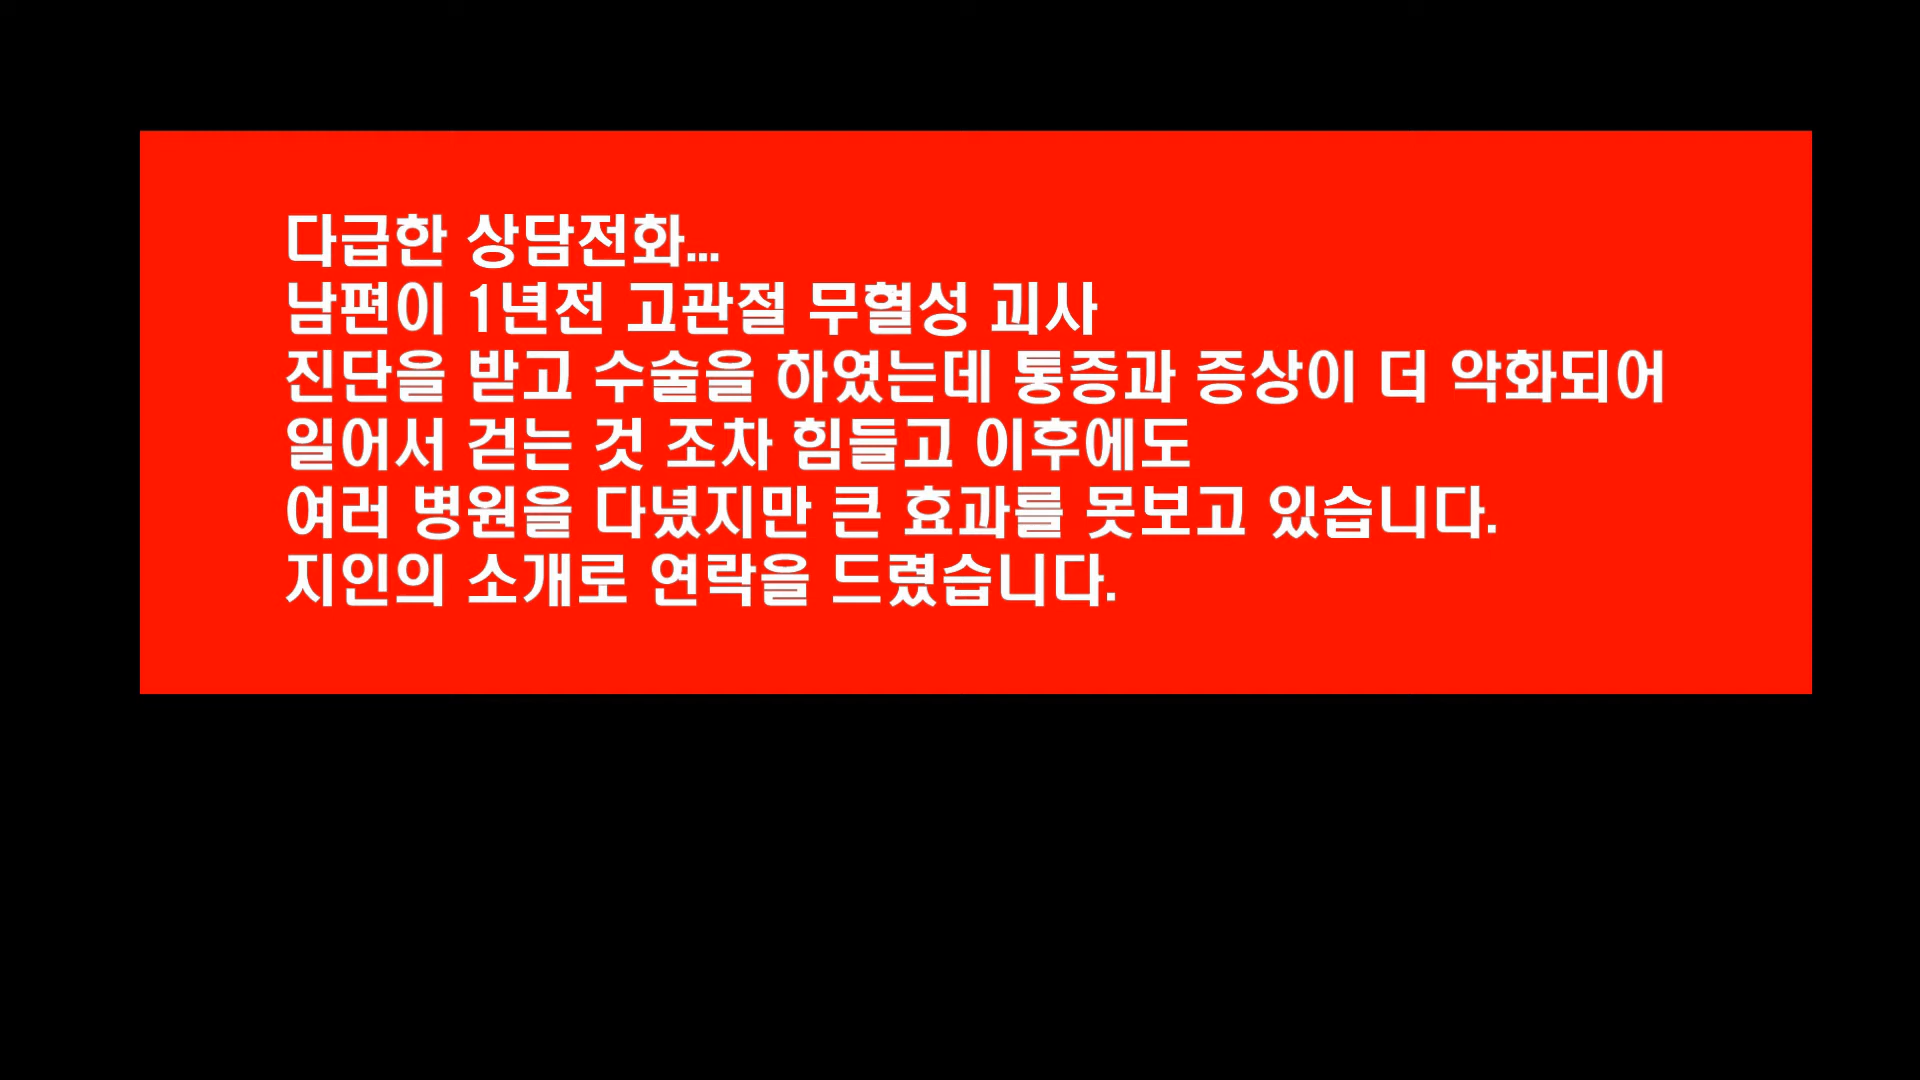 다급한 상담전화...
남편이 1년전 고관절 무혈성 괴사
진단을 받고 수술을 하였는데 통증과 증상이 더 악화되어
일어서 걷는 것 조차 힘들고 이후에도
여러 병원을 다녔지만 큰 효과를 못보고 있습니다.
지인의 소개로 연락을 드렸습니다.